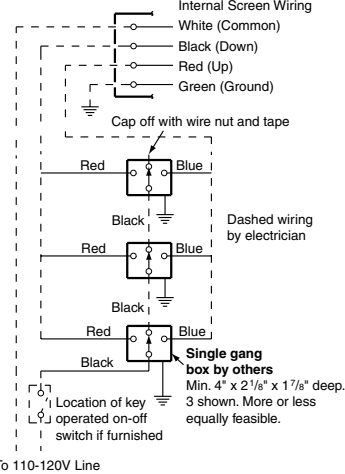 Internal Screen Wiring
White (Common)
Black (Down)
Red (Up)
Green (Ground)
Cap off with wire nut and tape
Red
Blue
Black
Dashed wiring
by electrician
Red
Blue
Black
Red
Blue
Black
Single gang
box by others
Min. 4" x 2 1/8" x 1 7/8" deep.
3 shown. More or less
equally feasible.
Location of key
operated on-off
switch if furnished
To 110-120V Line